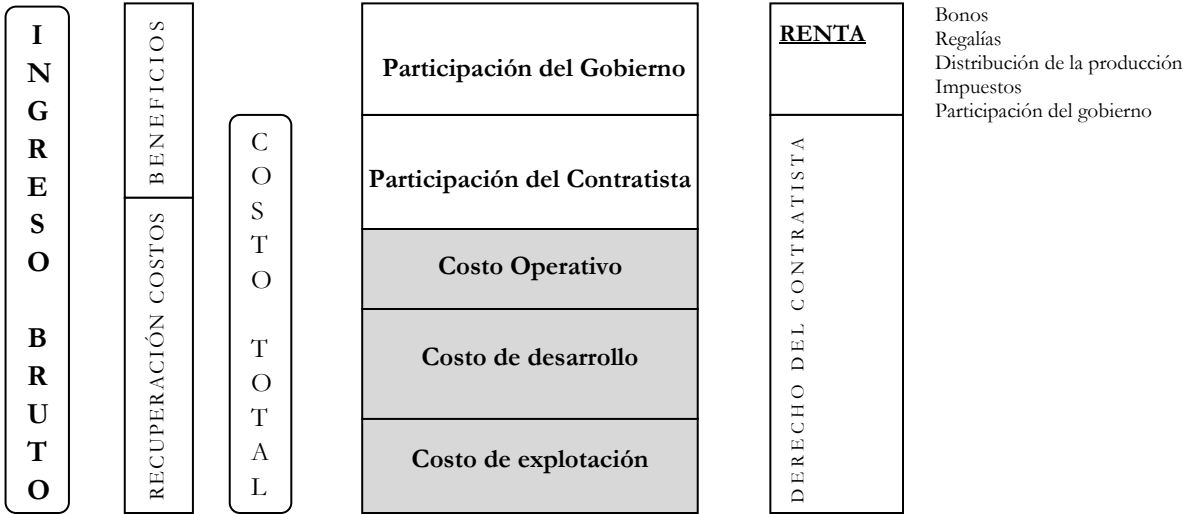 INGRESO BRUTO
BENEFICIOS
RECUPERACIÓN COSTOS
COSTO TOTAL
Participación del Gobierno
Participación del Contratista
Costo Operativo
Costo de desarrollo
Costo de explotación
RENTA
DERECHO DEL CONTRATISTA
Bonos
Regalías
Distribución de la producción
Impuestos
Participación del gobierno